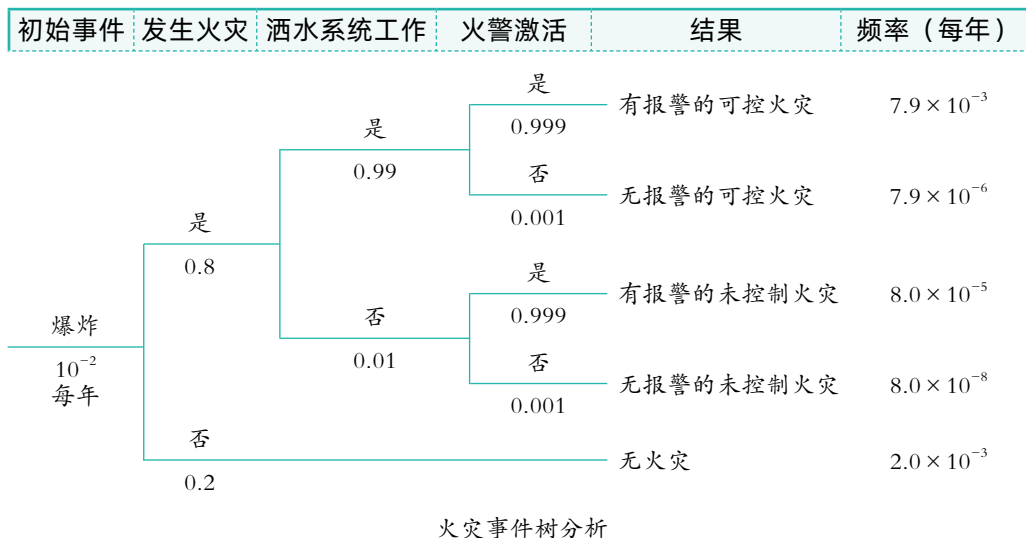 初始事件 发生火灾 洒水系统工作 火警激活 结果 频率（每年）
是
有报警的可控火灾 7.9 × 10⁻³
0.999
是
0.99
否
无报警的可控火灾 7.9 × 10⁻⁶
0.001
是
0.8
是
有报警的未控制火灾 8.0 × 10⁻⁵
0.999
否
0.01
爆炸
10⁻²
每年
否
无报警的未控制火灾 8.0 × 10⁻⁸
0.001
否
无火灾 2.0 × 10⁻³
0.2
火灾事件树分析